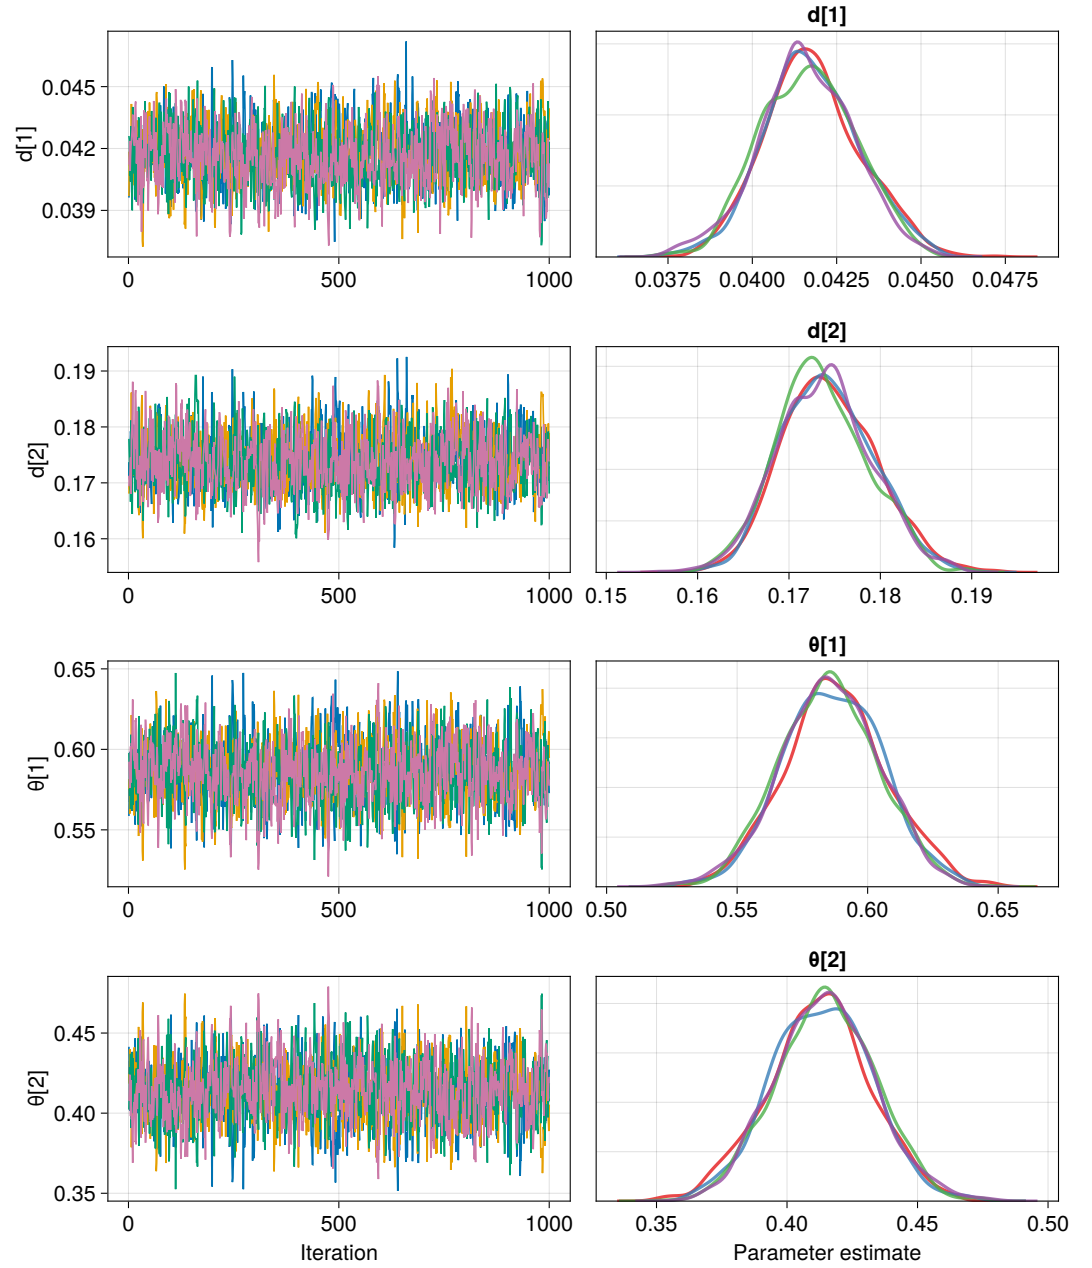 d[1]
d[1]
0.045
0.042
0.039
0 500 1000
0.0375 0.0400 0.0425 0.0450 0.0475
d[2]
d[2]
0.19
0.18
0.17
0.16
0 500 1000
0.15 0.16 0.17 0.18 0.19
θ[1]
θ[1]
0.65
0.60
0.55
0 500 1000
0.50 0.55 0.60 0.65
θ[2]
θ[2]
0.45
0.40
0.35
0 500 1000
0.35 0.40 0.45 0.50
Iteration
Parameter estimate